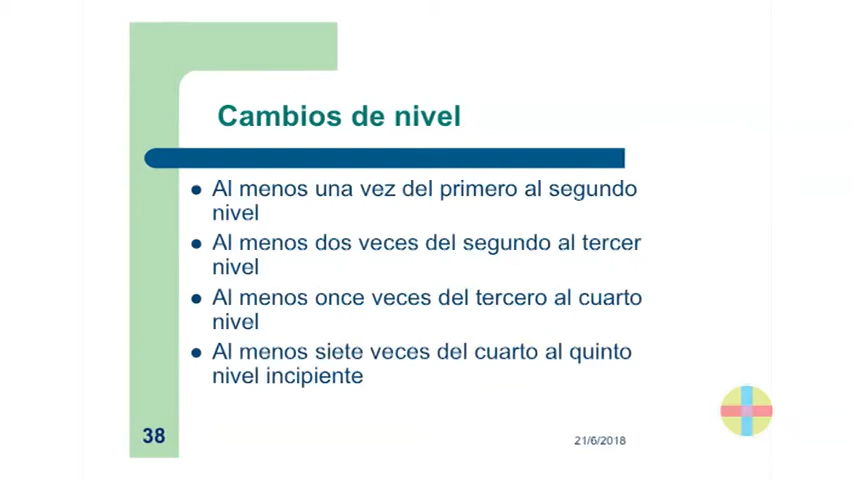 Cambios de nivel
Al menos una vez del primero al segundo
nivel
Al menos dos veces del segundo al tercer
nivel
Al menos once veces del tercero al cuarto
nivel
Al menos siete veces del cuarto al quinto
nivel incipiente
38
21/6/2018